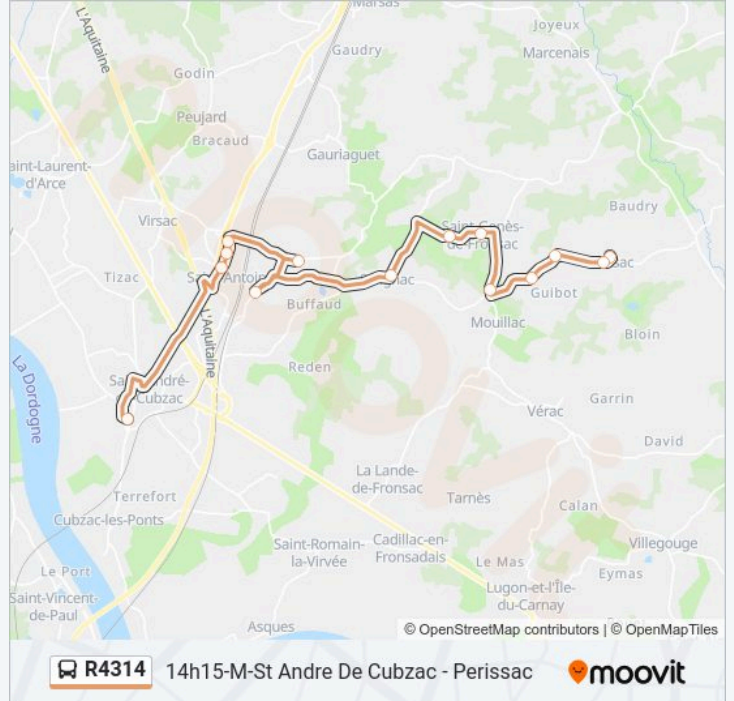 Marsas
L'Aquitaine
Joyeux
Gaudry
Marcenais
Godin
Peujard
Bracaud
Gauriaguet
aint-Laurent-
d'Arce
Baudry
Virsac
Saint-Genès-
de-Fronsac
Tizac
Buffaud
Guibot
Mouillac
L'Aquitaine
Bloin
La Dordogne
Reden
Cubzac
Garrin
Vérac
David
La Lande-
de-Fronsac
Terrefort
Tarnès
Calan
Cubzac-les-Ponts
Saint-Romain-
la-Virvée
Cadillac-en-
Fronsadais
Villegouge
Le Mas
Eymas
Le Port
Lugon-et-l'Île-
du-Carnay
Saint-Vincent-
de-Paul
Asques
© OpenStreetMap contributors | © OpenMapTiles
R4314 14h15-M-St Andre De Cubzac - Perissac moovit